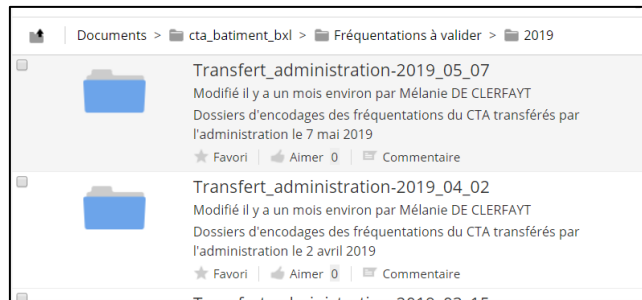 Documents > cta_batiment_bxl > Fréquentations à valider > 2019
Transfert_administration-2019_05_07
Modifié il y a un mois environ par Mélanie DE CLERFAYT
Dossiers d'encodages des fréquentations du CTA transférés par
l'administration le 7 mai 2019
Favori Aimer 0 Commentaire
Transfert_administration-2019_04_02
Modifié il y a un mois environ par Mélanie DE CLERFAYT
Dossiers d'encodages des fréquentations du CTA transférés par
l'administration le 2 avril 2019
Favori Aimer 0 Commentaire